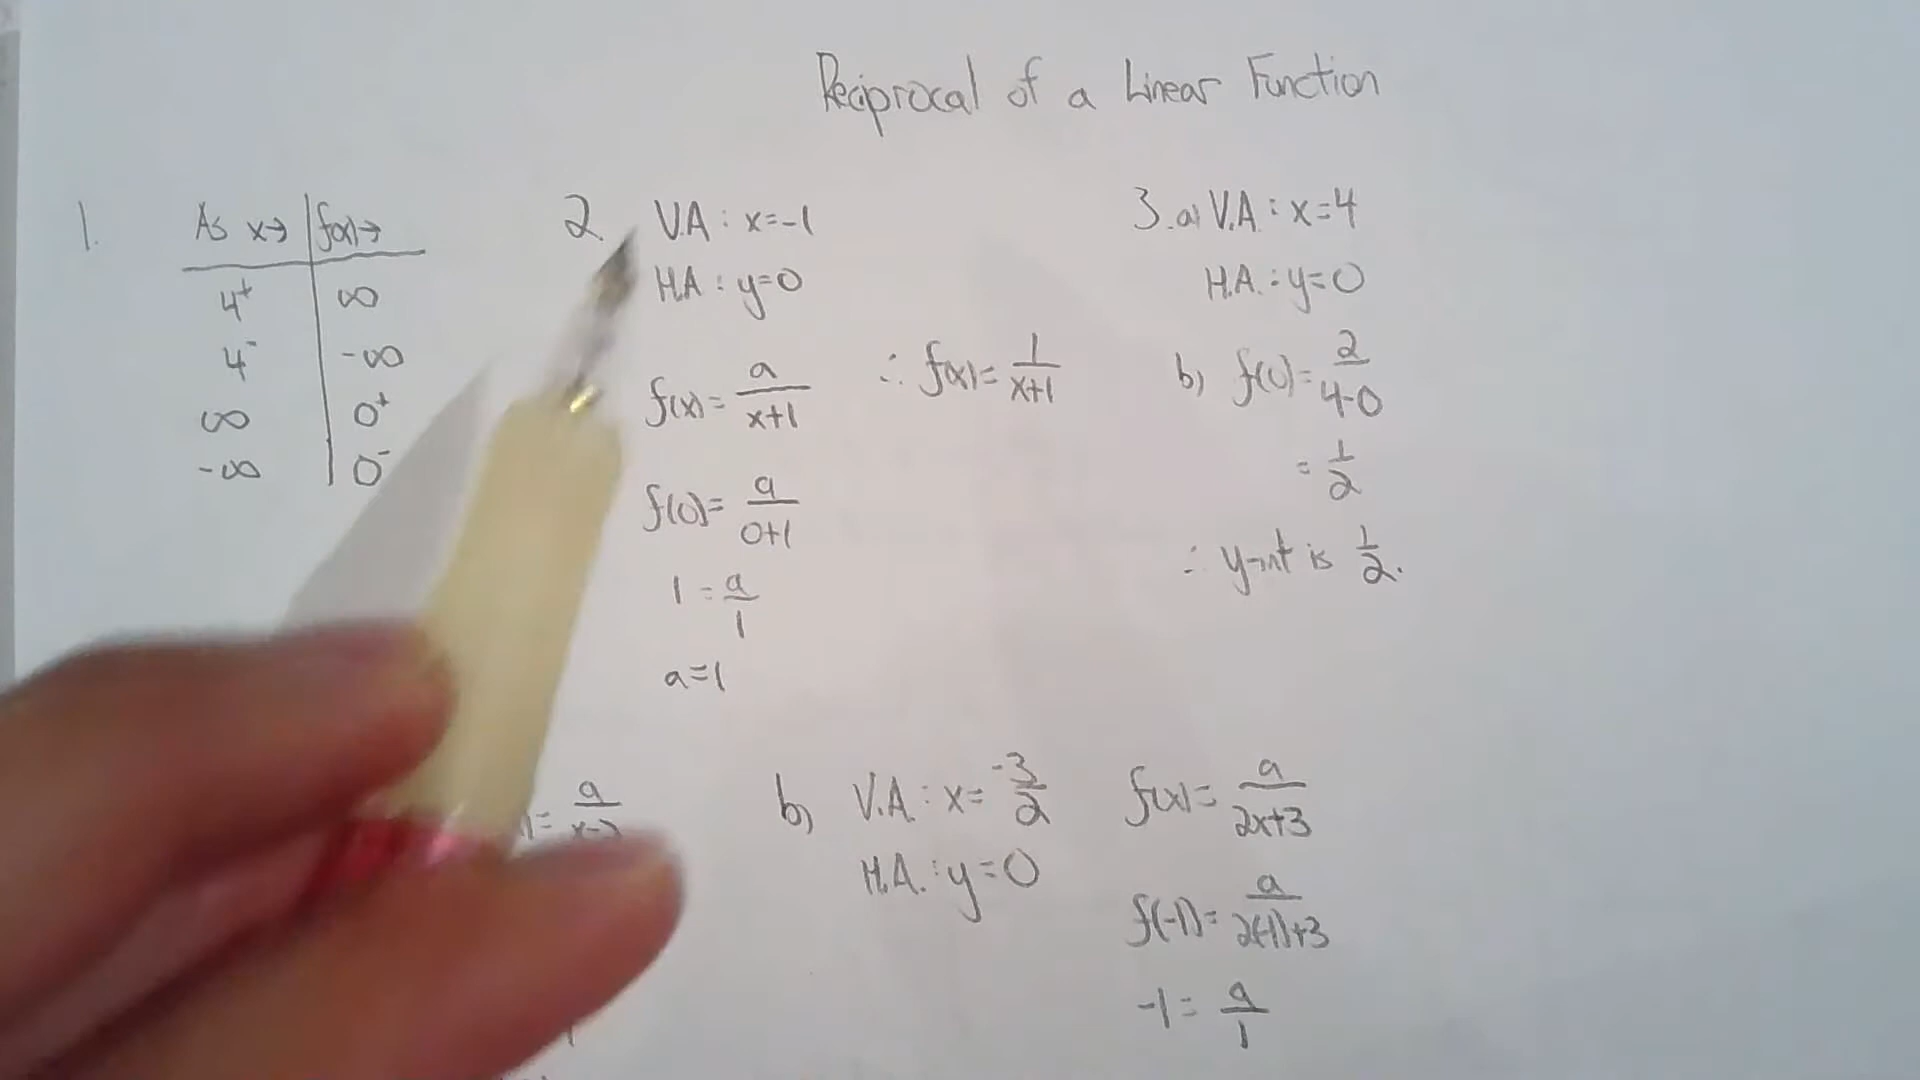 Reciprocal of a Linear Function
1.
As x→ | f(x)→
4⁺ | ∞
4⁻ | -∞
∞ | 0⁺
-∞ | 0⁻
2. V.A : x=-1
H.A : y=0
f(x)= a/(x+1)
f(0)= a/(0+1)
1 = a/1
a=1
∴ f(x)= 1/(x+1)
3. a) V.A : x=4
H.A. : y=0
b) f(0)= 2/(4-0)
= 1/2
∴ y-int is 1/2.
b) V.A. : x= -3/2
H.A. : y=0
f(x)= a/(2x+3)
f(-1)= a/(2(-1)+3)
-1 = a/1